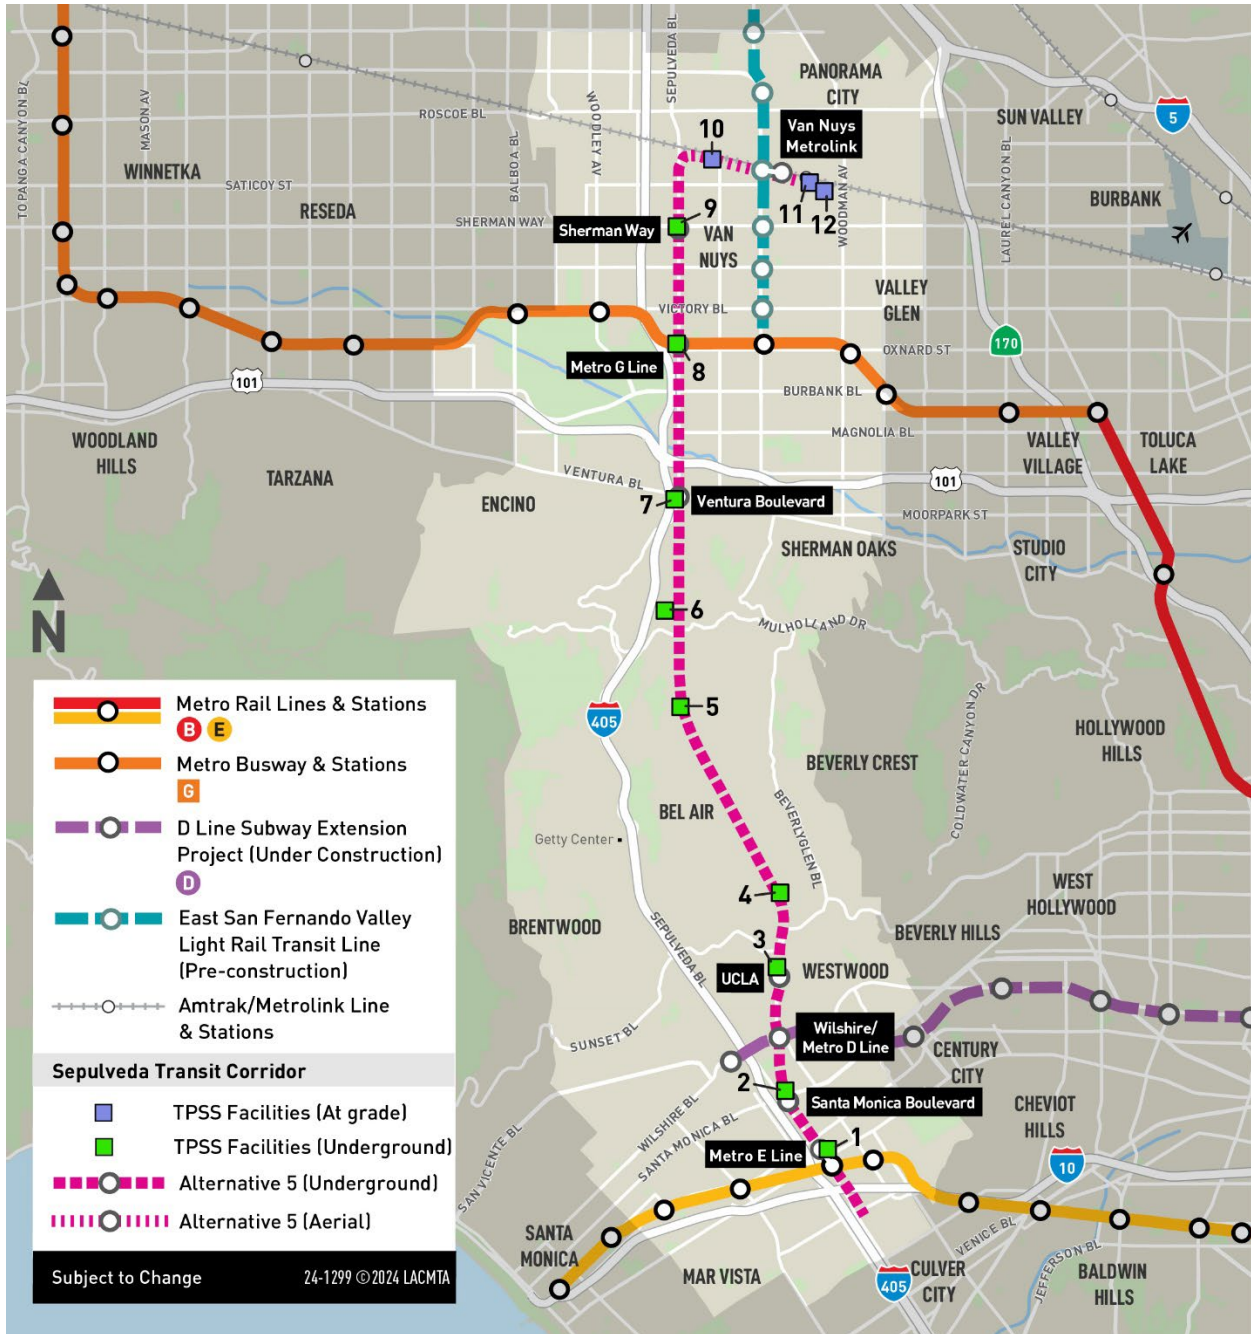 SEPULVEDA BL
PANORAMA
CITY
SUN VALLEY
5
TOPANGA CANYON BL
MASON AV
ROSCOE BL
WOODLEY AV
BALBOA BL
10
Van Nuys
Metrolink
LAUREL CANYON BL
WINNETKA
SATICOY ST
RESEDA
SHERMAN WAY
Sherman Way
9
VAN
NUYS
11
12
WOODMAN AV
BURBANK
VALLEY
GLEN
VICTORY BL
170
OXNARD ST
Metro G Line
8
101
BURBANK BL
MAGNOLIA BL
WOODLAND
HILLS
TARZANA
VENTURA BL
VALLEY
VILLAGE
TOLUCA
LAKE
ENCINO
7
Ventura Boulevard
101
MOORPARK ST
SHERMAN OAKS
STUDIO
CITY
N
6
MULHOLLAND DR
5
405
COLDWATER CANYON DR
HOLLYWOOD
HILLS
BEVERLY CREST
BEVERLYGLEN BL
BEL AIR
Getty Center
4
WEST
HOLLYWOOD
BRENTWOOD
SEPULVEDA BL
BEVERLY HILLS
3
UCLA
WESTWOOD
SUNSET BL
Wilshire/
Metro D Line
CENTURY
CITY
2
Santa Monica Boulevard
CHEVIOT
HILLS
WILSHIRE BL
SANTA MONICA BL
SAN VICENTE BL
Metro E Line
1
10
SANTA
MONICA
VENICE BL
JEFFERSON BL
MAR VISTA
405
CULVER
CITY
BALDWIN
HILLS
Metro Rail Lines & Stations
B E
Metro Busway & Stations
G
D Line Subway Extension
Project (Under Construction)
D
East San Fernando Valley
Light Rail Transit Line
(Pre-construction)
Amtrak/Metrolink Line
& Stations
Sepulveda Transit Corridor
TPSS Facilities (At grade)
TPSS Facilities (Underground)
Alternative 5 (Underground)
Alternative 5 (Aerial)
Subject to Change
24-1299 ©2024 LACMTA